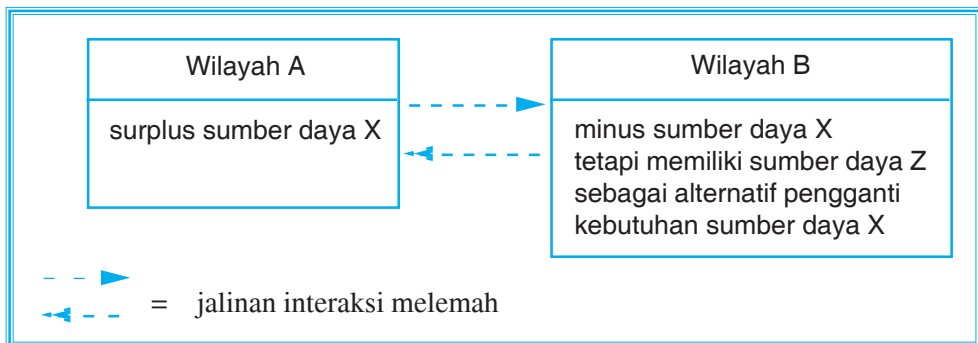 Wilayah A
surplus sumber daya X
Wilayah B
minus sumber daya X
tetapi memiliki sumber daya Z
sebagai alternatif pengganti
kebutuhan sumber daya X
= jalinan interaksi melemah